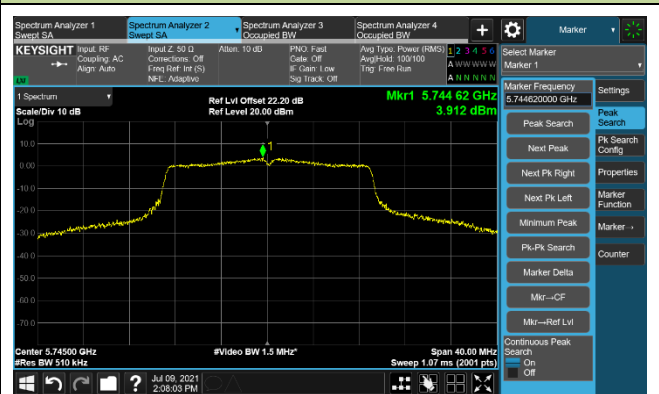 Spectrum Analyzer 1
Swept SA
Spectrum Analyzer 2
Swept SA
Spectrum Analyzer 3
Occupied BW
Spectrum Analyzer 4
Occupied BW
+
Marker
KEYSIGHT
Input: RF
Coupling: AC
Align: Auto
Input Z: 50 Ω
Corrections: Off
Freq Ref: Int (S)
NFE: Adaptive
Atten: 10 dB
PNO: Fast
Gate: Off
IF Gain: Low
Sig Track: Off
Avg Type: Power (RMS)
Avg|Hold: 100/100
Trig: Free Run
1 2 3 4 5 6
A W W W W W
A N N N N N
Select Marker
Marker 1
LXI
1 Spectrum
Scale/Div 10 dB
Log
Ref Lvl Offset 22.20 dB
Ref Level 20.00 dBm
Mkr1 5.744 62 GHz
3.912 dBm
1
10.0
0.00
-10.0
-20.0
-30.0
-40.0
-50.0
-60.0
-70.0
Center 5.74500 GHz
#Res BW 510 kHz
#Video BW 1.5 MHz*
Span 40.00 MHz
Sweep 1.07 ms (2001 pts)
Marker Frequency
5.744620000 GHz
Peak Search
Next Peak
Next Pk Right
Next Pk Left
Minimum Peak
Pk-Pk Search
Marker Delta
Mkr→CF
Mkr→Ref Lvl
Continuous Peak
Search
On
Off
Settings
Peak
Search
Pk Search
Config
Properties
Marker
Function
Marker→
Counter
?
Jul 09, 2021
2:08:03 PM